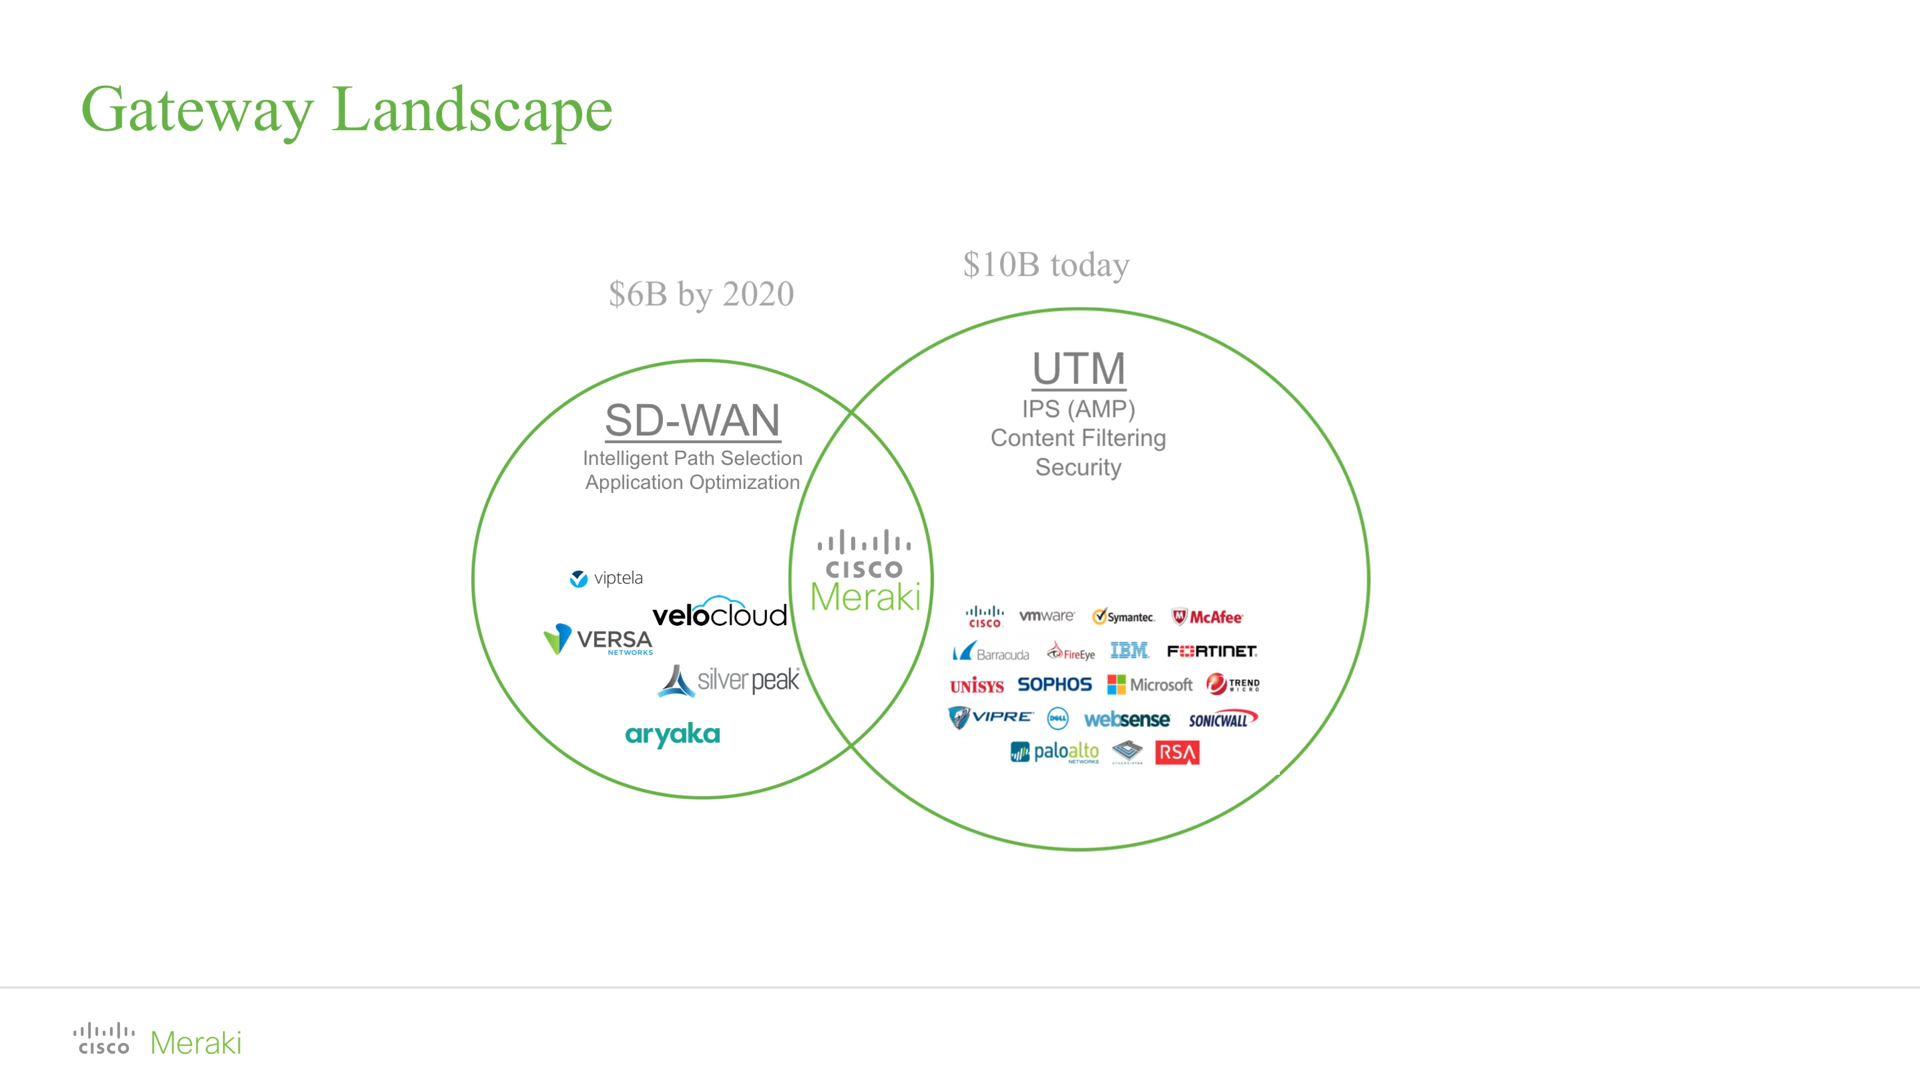 Gateway Landscape
$10B today
$6B by 2020
UTM
IPS (AMP)
Content Filtering
Security
SD-WAN
Intelligent Path Selection
Application Optimization
CISCO
Meraki
viptela
velocloud
VERSA
NETWORKS
silver peak
aryaka
CISCO vmware Symantec. McAfee
Barracuda FireEye IBM FORTINET
UNiSYS SOPHOS Microsoft TREND
MICRO
VIPRE DELL websense SONICWALL
paloalto RSA
NETWORKS
CISCO Meraki